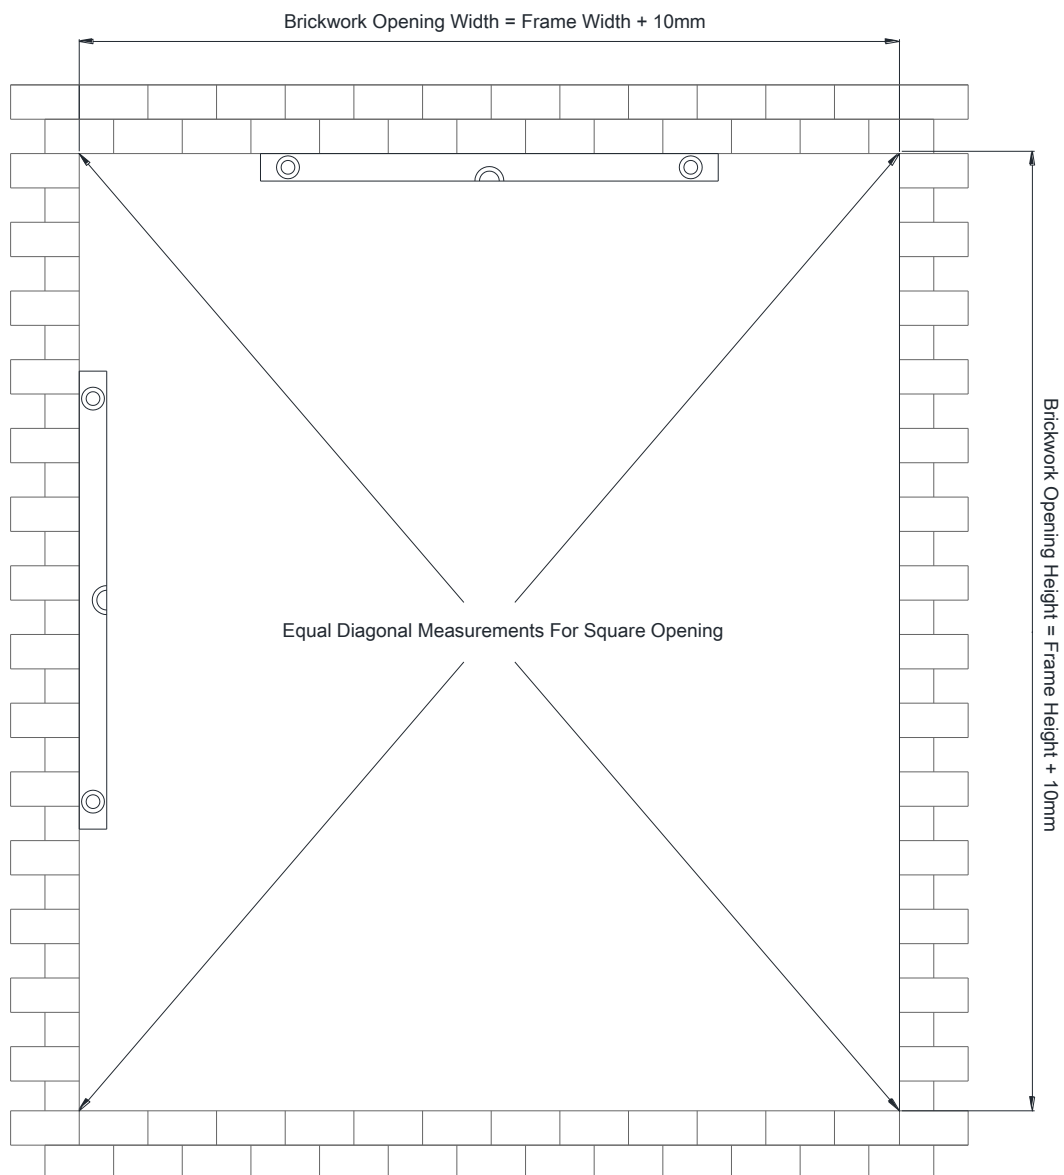 Brickwork Opening Width = Frame Width + 10mm
Equal Diagonal Measurements For Square Opening
Brickwork Opening Height = Frame Height + 10mm